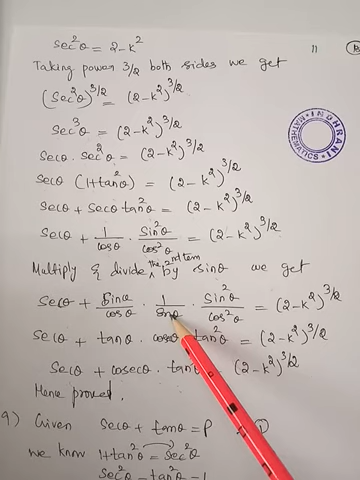 sec²θ = 2-k²
11
Taking power 3/2 both sides we get
(sec²θ)^3/2 = (2-k²)^3/2
sec³θ = (2-k²)^3/2
secθ · sec²θ = (2-k²)^3/2
secθ (1+tan²θ) = (2-k²)^3/2
secθ + secθ tan²θ = (2-k²)^3/2
secθ + 1/cosθ · sin²θ/cos²θ = (2-k²)^3/2
Multiply & divide the 2nd term by sinθ we get
secθ + sinθ/cosθ · 1/sinθ · sin²θ/cos²θ = (2-k²)^3/2
secθ + tanθ · cosecθ · tan²θ = (2-k²)^3/2
secθ + cosecθ · tan³θ = (2-k²)^3/2
Hence proved.
9) Given secθ + tanθ = P - ①
we know 1+tan²θ = sec²θ
sec²θ - tan²θ = 1
INDHRANI
MATHEMATICS